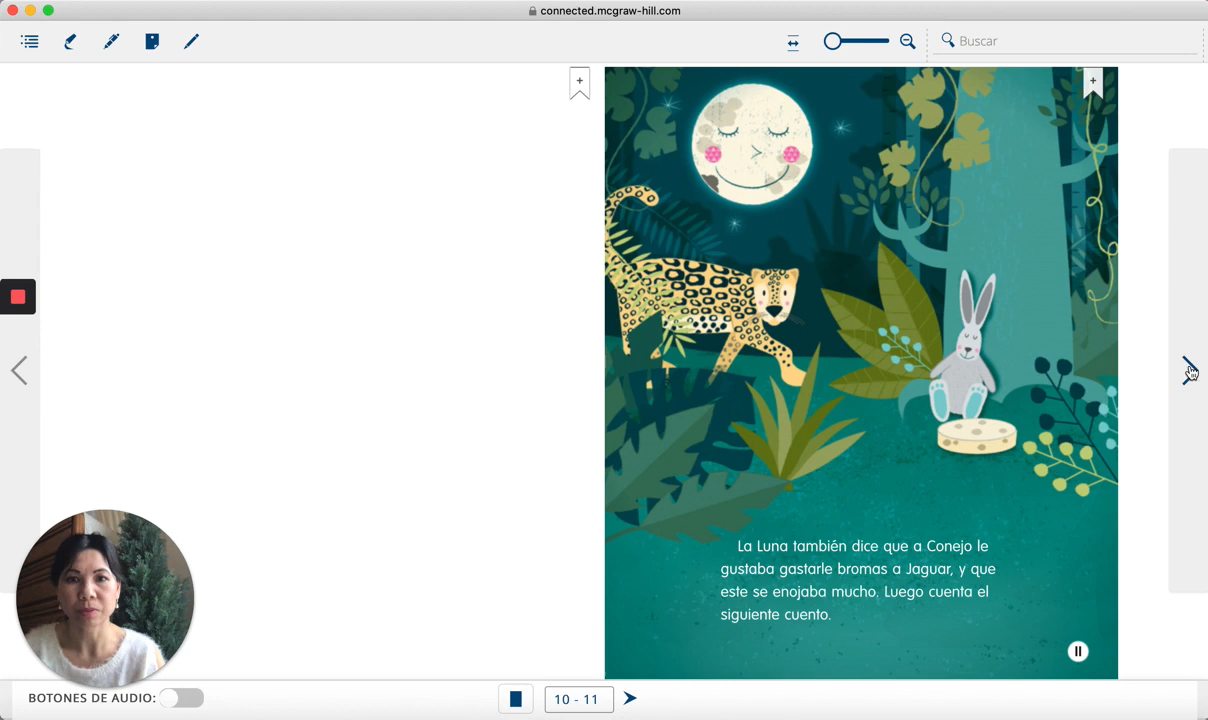 connected.mcgraw-hill.com
Buscar
La Luna también dice que a Conejo le
gustaba gastarle bromas a Jaguar, y que
este se enojaba mucho. Luego cuenta el
siguiente cuento.
BOTONES DE AUDIO:
10 - 11